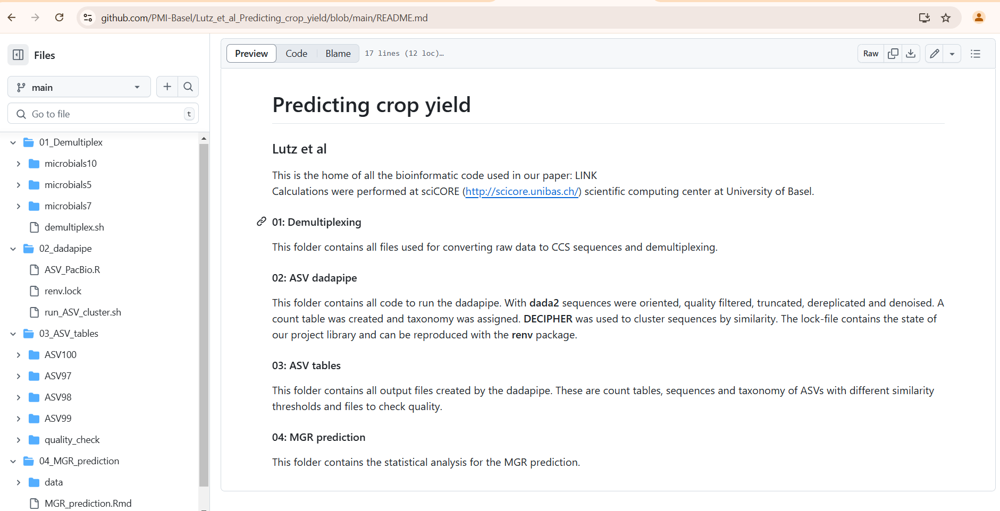 github.com/PMI-Basel/Lutz_et_al_Predicting_crop_yield/blob/main/README.md
Files
main
Go to file
t
01_Demultiplex
microbials10
microbials5
microbials7
demultiplex.sh
02_dadapipe
ASV_PacBio.R
renv.lock
run_ASV_cluster.sh
03_ASV_tables
ASV100
ASV97
ASV98
ASV99
quality_check
04_MGR_prediction
data
MGR_prediction.Rmd
Preview
Code
Blame
17 lines (12 loc)…
Raw
Predicting crop yield
Lutz et al
This is the home of all the bioinformatic code used in our paper: LINK
Calculations were performed at sciCORE (http://scicore.unibas.ch/) scientific computing center at University of Basel.
01: Demultiplexing
This folder contains all files used for converting raw data to CCS sequences and demultiplexing.
02: ASV dadapipe
This folder contains all code to run the dadapipe. With dada2 sequences were oriented, quality filtered, truncated, dereplicated and denoised. A
count table was created and taxonomy was assigned. DECIPHER was used to cluster sequences by similarity. The lock-file contains the state of
our project library and can be reproduced with the renv package.
03: ASV tables
This folder contains all output files created by the dadapipe. These are count tables, sequences and taxonomy of ASVs with different similarity
thresholds and files to check quality.
04: MGR prediction
This folder contains the statistical analysis for the MGR prediction.